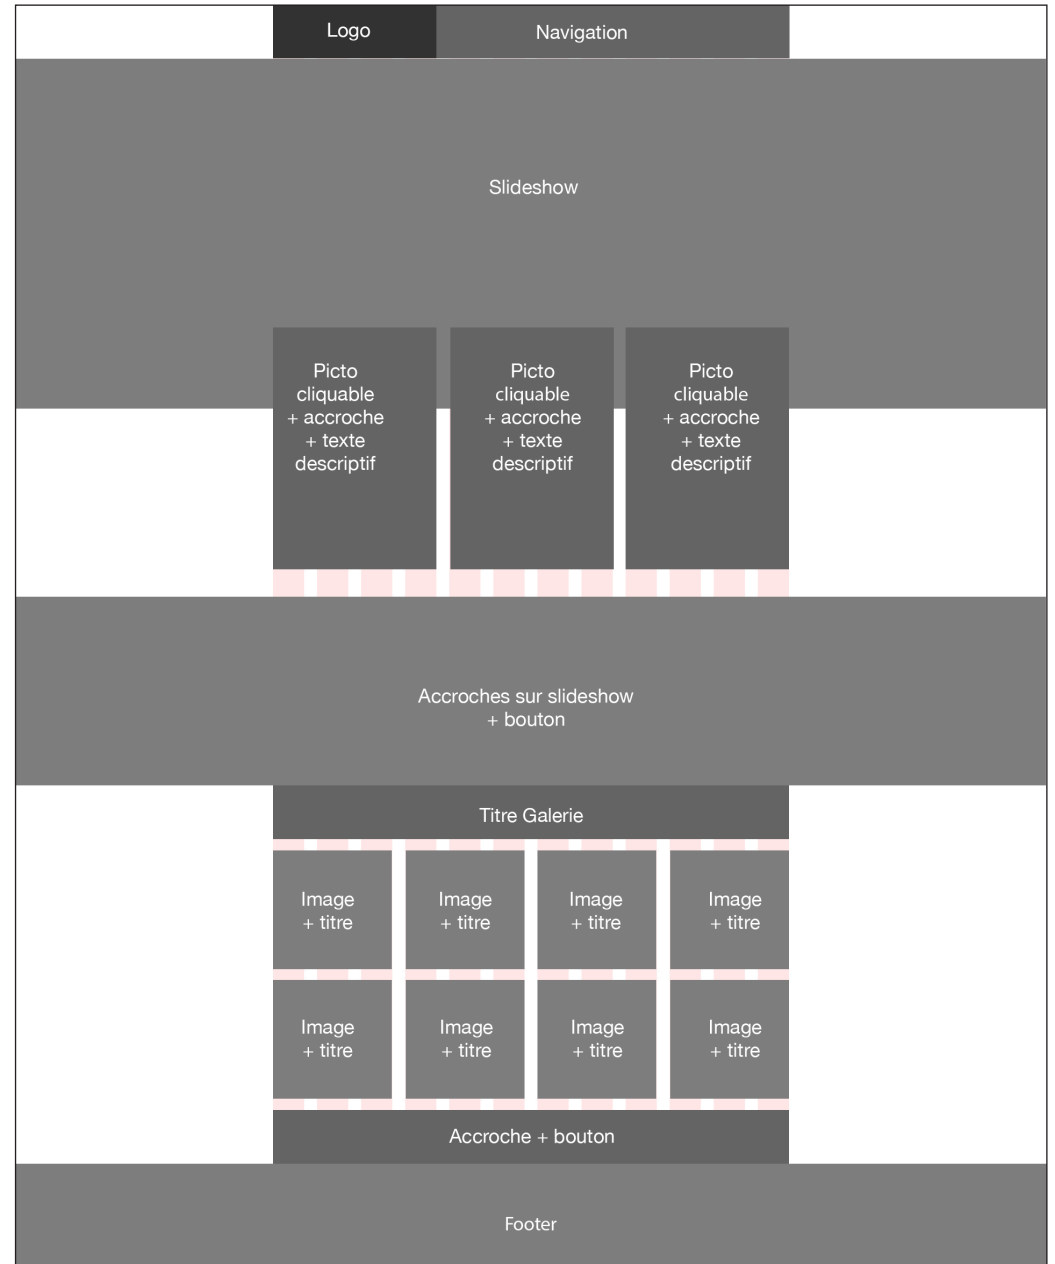 Logo
Navigation
Slideshow
Picto
cliquable
+ accroche
+ texte
descriptif
Picto
cliquable
+ accroche
+ texte
descriptif
Picto
cliquable
+ accroche
+ texte
descriptif
Accroches sur slideshow
+ bouton
Titre Galerie
Image
+ titre
Image
+ titre
Image
+ titre
Image
+ titre
Image
+ titre
Image
+ titre
Image
+ titre
Image
+ titre
Accroche + bouton
Footer